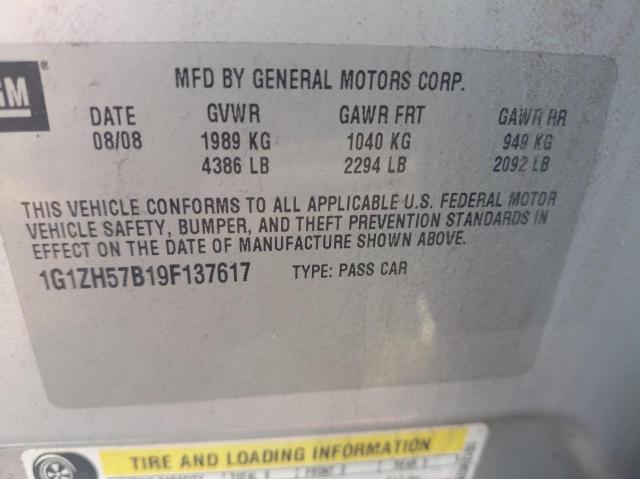 GM
MFD BY GENERAL MOTORS CORP.
DATE GVWR GAWR FRT GAWR RR
08/08 1989 KG 1040 KG 949 KG
4386 LB 2294 LB 2092 LB
THIS VEHICLE CONFORMS TO ALL APPLICABLE U.S. FEDERAL MOTOR
VEHICLE SAFETY, BUMPER, AND THEFT PREVENTION STANDARDS IN
EFFECT ON THE DATE OF MANUFACTURE SHOWN ABOVE.
1G1ZH57B19F137617 TYPE: PASS CAR
TIRE AND LOADING INFORMATION